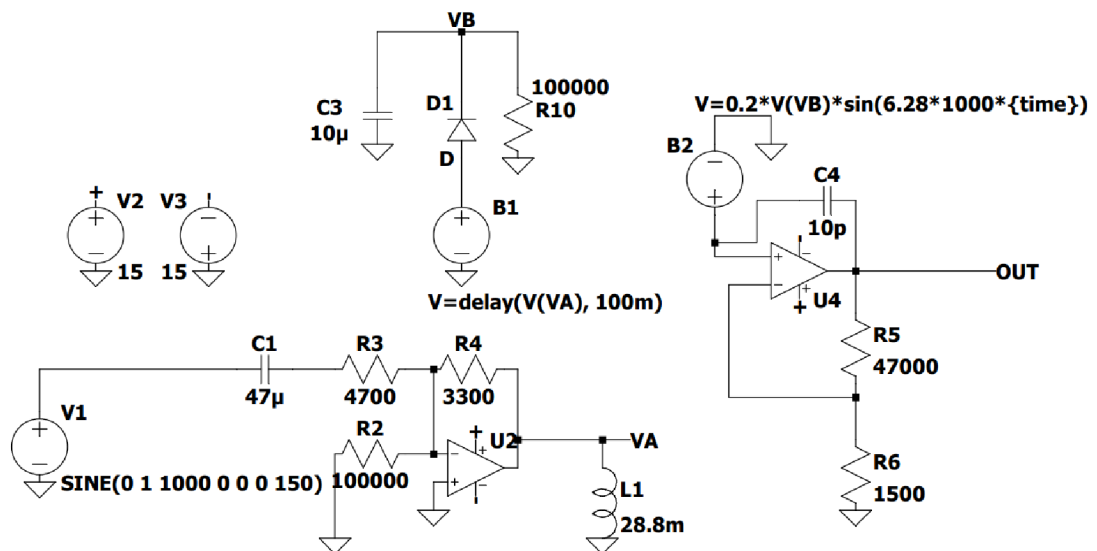 VB
100000
R10
C3
10µ
D1
D
B1
V=delay(V(VA), 100m)
+
V2
+
−
15
-
V3
−
+
15
+
−
V=0.2*V(VB)*sin(6.28*1000*{time})
B2
−
+
C4
10p
+
−
-
−
+
+
U4
OUT
R5
47000
R6
1500
C1
47µ
R3
4700
R4
3300
V1
+
−
SINE(0 1 1000 0 0 0 150)
R2
100000
+
+
U2
−
+
−
-
VA
L1
28.8m